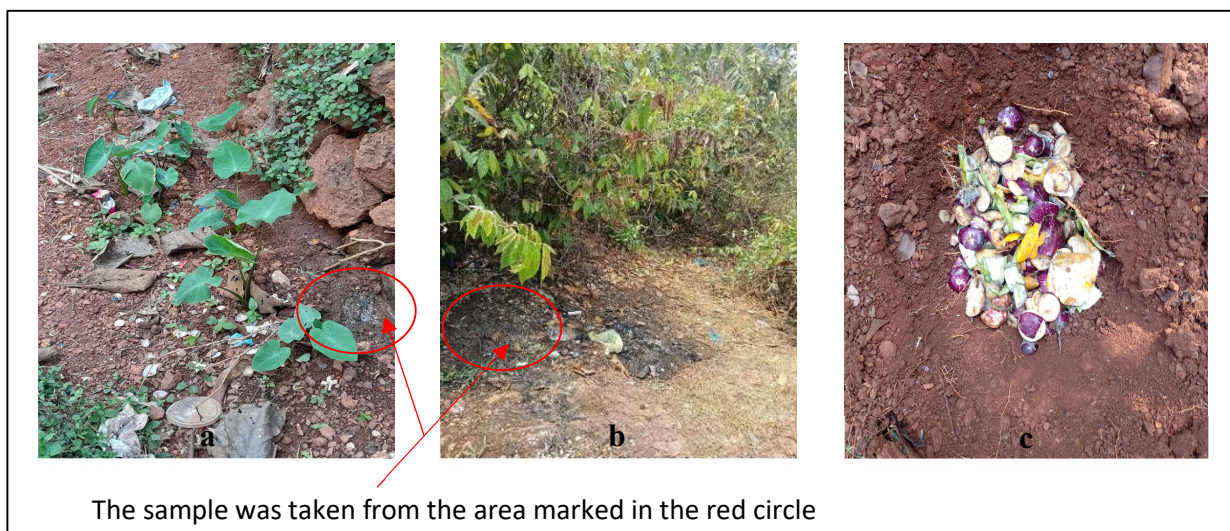 a
b
c
The sample was taken from the area marked in the red circle